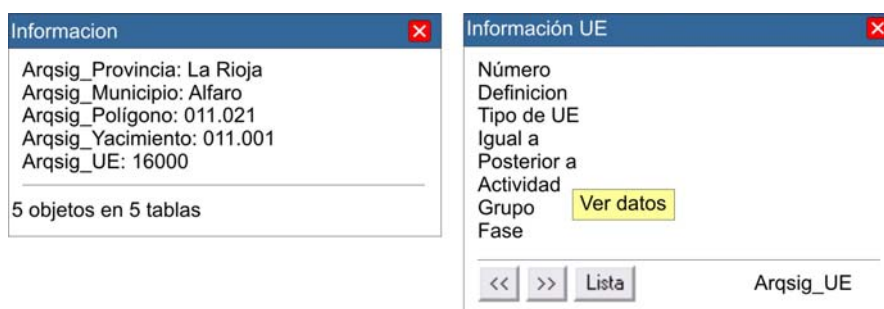 Informacion
Arqsig_Provincia: La Rioja
Arqsig_Municipio: Alfaro
Arqsig_Polígono: 011.021
Arqsig_Yacimiento: 011.001
Arqsig_UE: 16000
5 objetos en 5 tablas
Información UE
Número
Definicion
Tipo de UE
Igual a
Posterior a
Actividad
Grupo
Ver datos
Fase
<< >> Lista Arqsig_UE